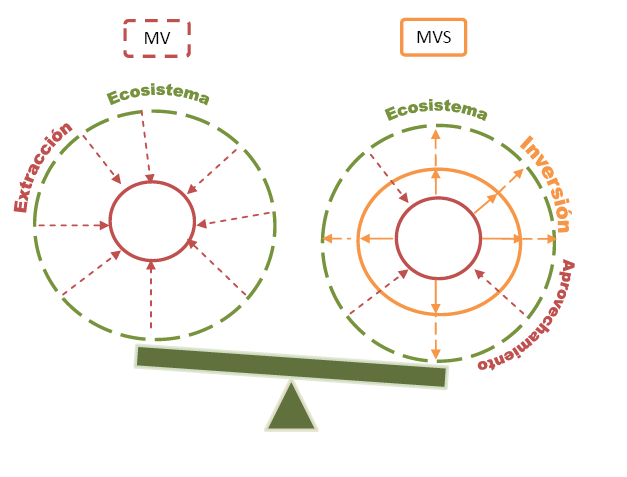 MV
MVS
Ecosistema
Extracción
Ecosistema
Inversión
Aprovechamiento